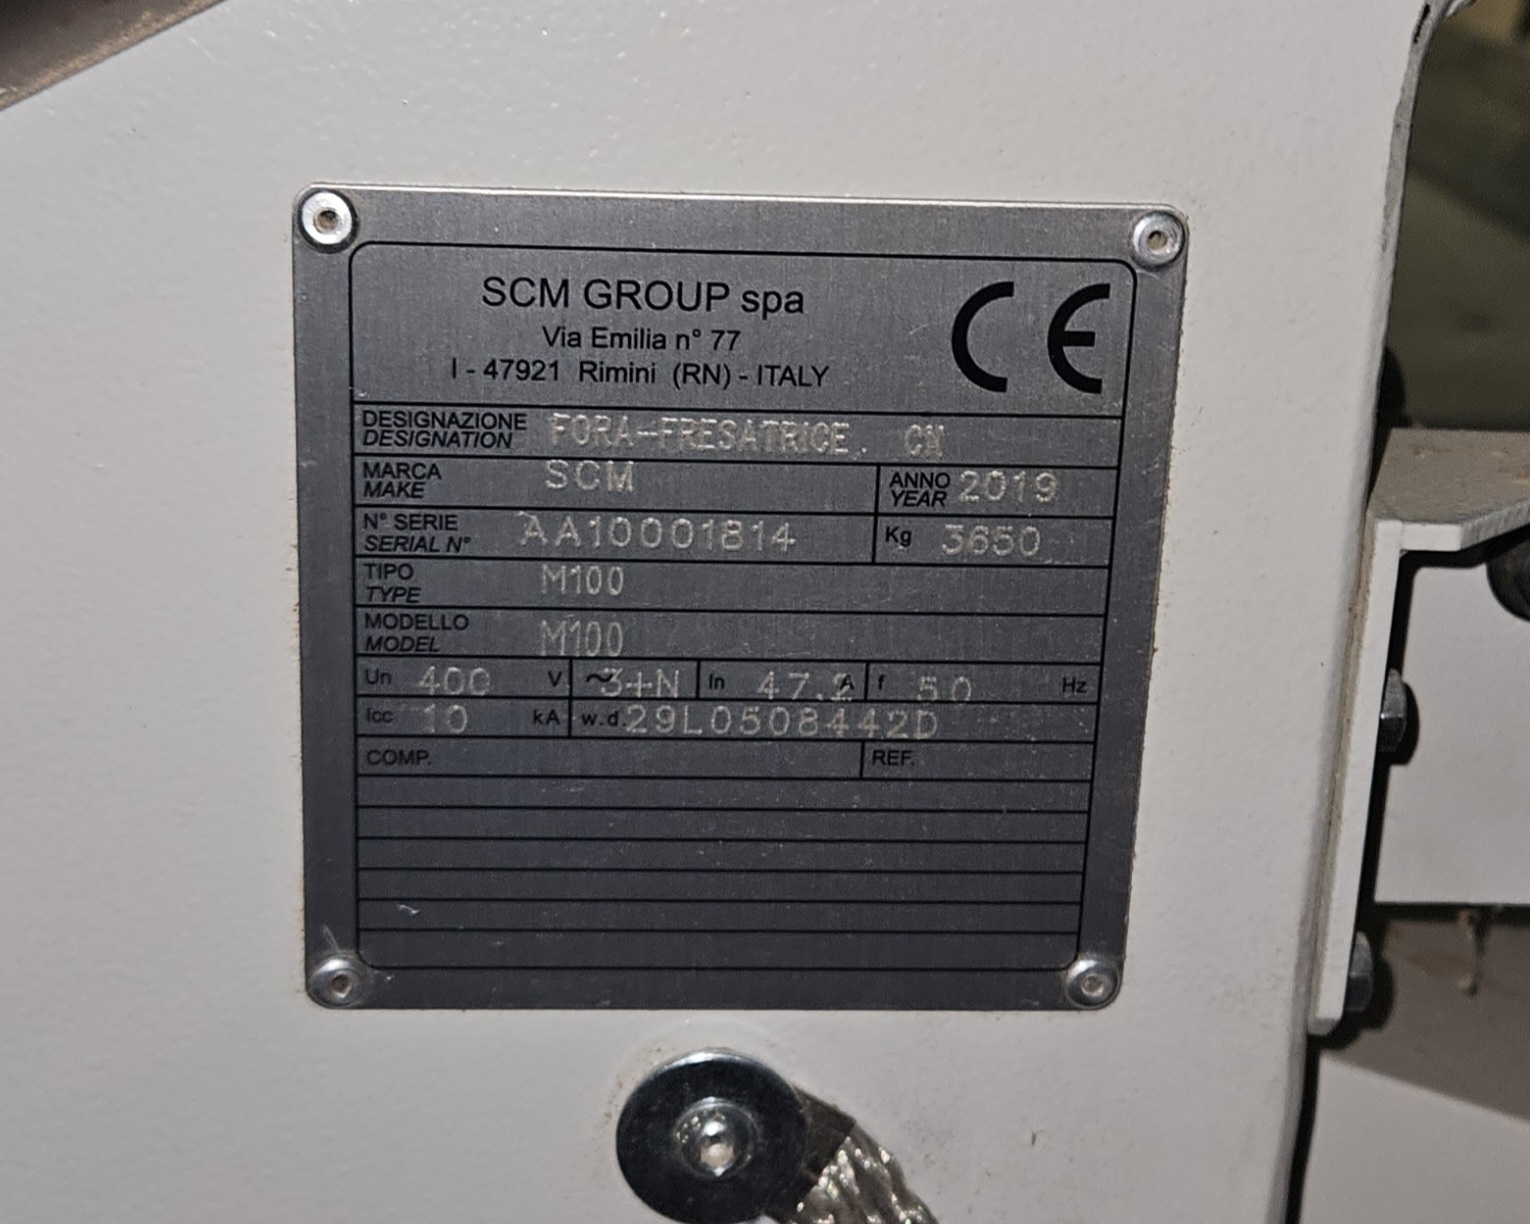 SCM GROUP spa
Via Emilia n° 77
I - 47921 Rimini (RN) - ITALY
CE
DESIGNAZIONE
DESIGNATION
FORA-FRESATRICE. CN
MARCA
MAKE
SCM
ANNO
YEAR
2019
N° SERIE
SERIAL N°
AA10001814
Kg 3650
TIPO
TYPE
M100
MODELLO
MODEL
M100
Un 400 V ~3+N In 47.2 A f 50 Hz
Icc 10 kA w.d. 29L0508442D
COMP. REF.